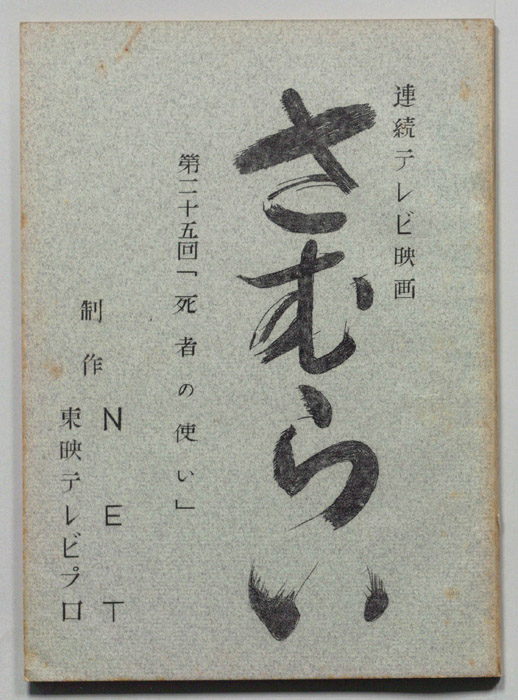 連続テレビ映画
さむらい
第二十五回「死者の使い」
制作
NET
東映テレビプロ